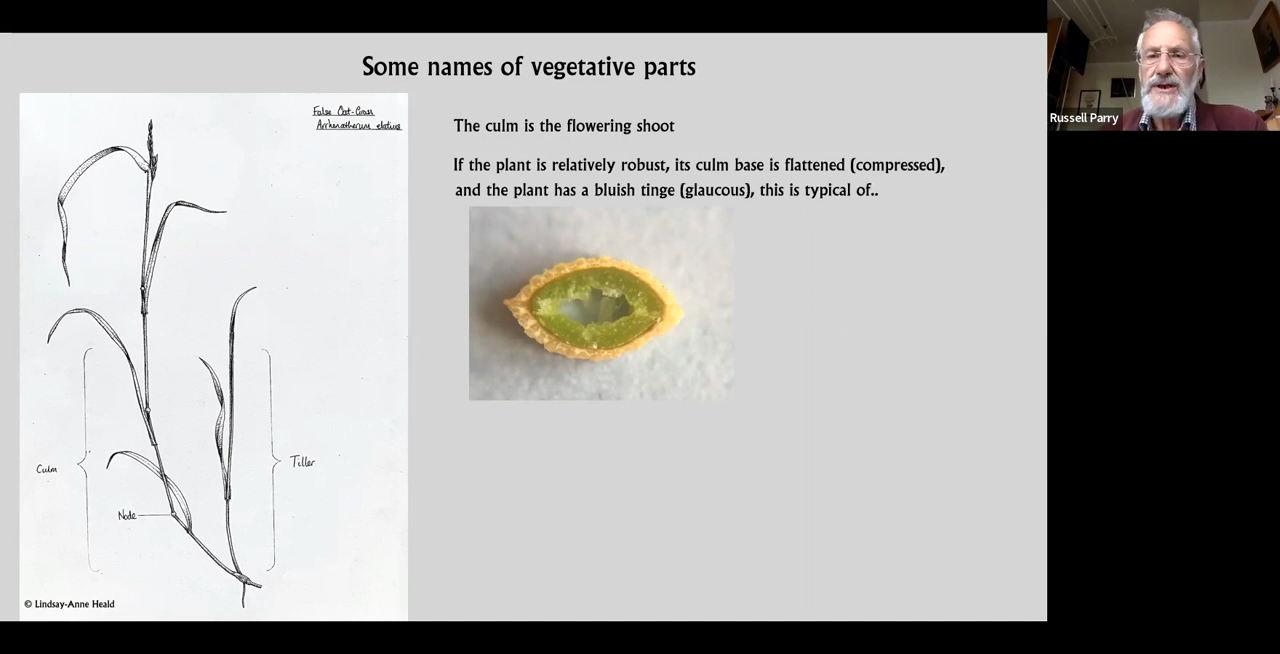 Some names of vegetative parts
Russell Parry
False Oat-Grass
Arrhenatherum elatius
The culm is the flowering shoot
If the plant is relatively robust, its culm base is flattened (compressed),
and the plant has a bluish tinge (glaucous), this is typical of..
Culm
Tiller
Node
© Lindsay-Anne Heald